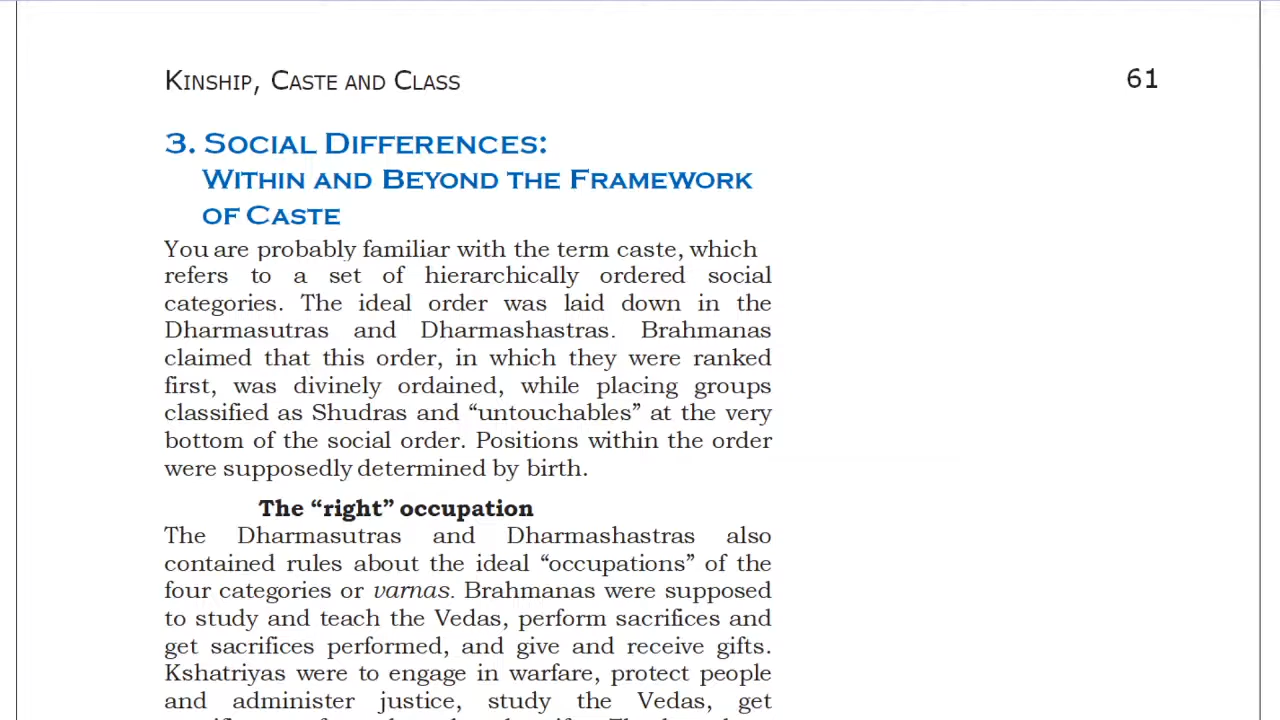 KINSHIP, CASTE AND CLASS 61
3. SOCIAL DIFFERENCES:
WITHIN AND BEYOND THE FRAMEWORK
OF CASTE
You are probably familiar with the term caste, which
refers to a set of hierarchically ordered social
categories. The ideal order was laid down in the
Dharmasutras and Dharmashastras. Brahmanas
claimed that this order, in which they were ranked
first, was divinely ordained, while placing groups
classified as Shudras and “untouchables” at the very
bottom of the social order. Positions within the order
were supposedly determined by birth.
The “right” occupation
The Dharmasutras and Dharmashastras also
contained rules about the ideal “occupations” of the
four categories or varnas. Brahmanas were supposed
to study and teach the Vedas, perform sacrifices and
get sacrifices performed, and give and receive gifts.
Kshatriyas were to engage in warfare, protect people
and administer justice, study the Vedas, get